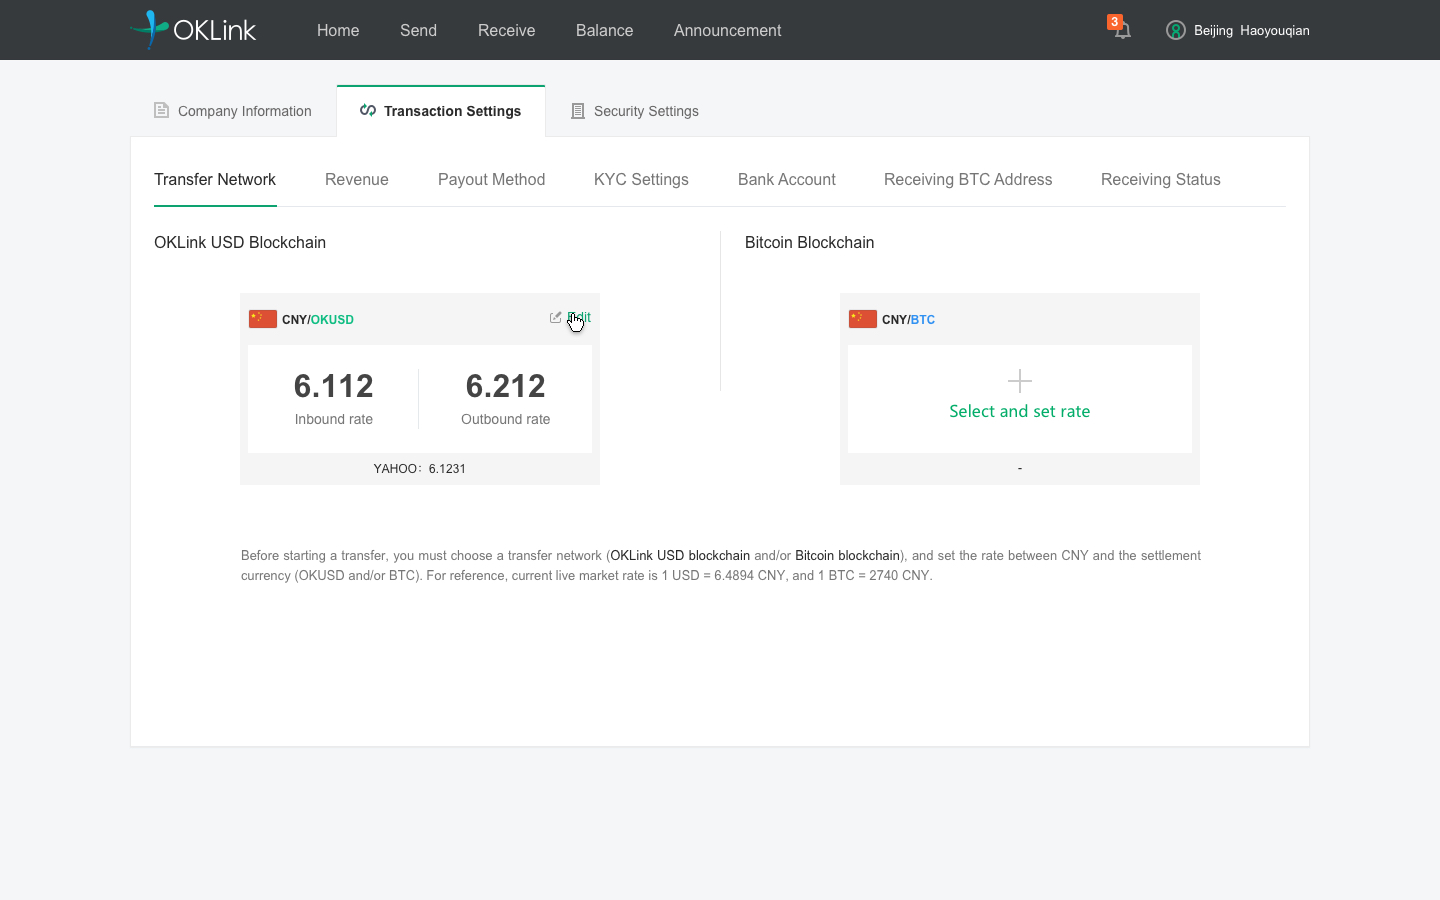 OKLink
Home Send Receive Balance Announcement
3
Beijing Haoyouqian
Company Information
Transaction Settings
Security Settings
Transfer Network Revenue Payout Method KYC Settings Bank Account Receiving BTC Address Receiving Status
OKLink USD Blockchain
Bitcoin Blockchain
CNY/OKUSD
Edit
6.112
Inbound rate
6.212
Outbound rate
YAHOO: 6.1231
CNY/BTC
Select and set rate
-
Before starting a transfer, you must choose a transfer network (OKLink USD blockchain and/or Bitcoin blockchain), and set the rate between CNY and the settlement
currency (OKUSD and/or BTC). For reference, current live market rate is 1 USD = 6.4894 CNY, and 1 BTC = 2740 CNY.